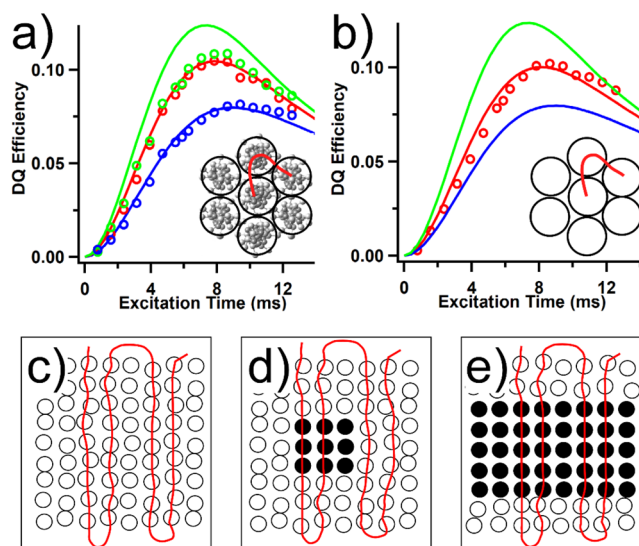 a)
DQ Efficiency
0.10
0.05
0.00
0 4 8 12
Excitation Time (ms)
b)
DQ Efficiency
0.10
0.05
0.00
0 4 8 12
Excitation Time (ms)
c) d) e)